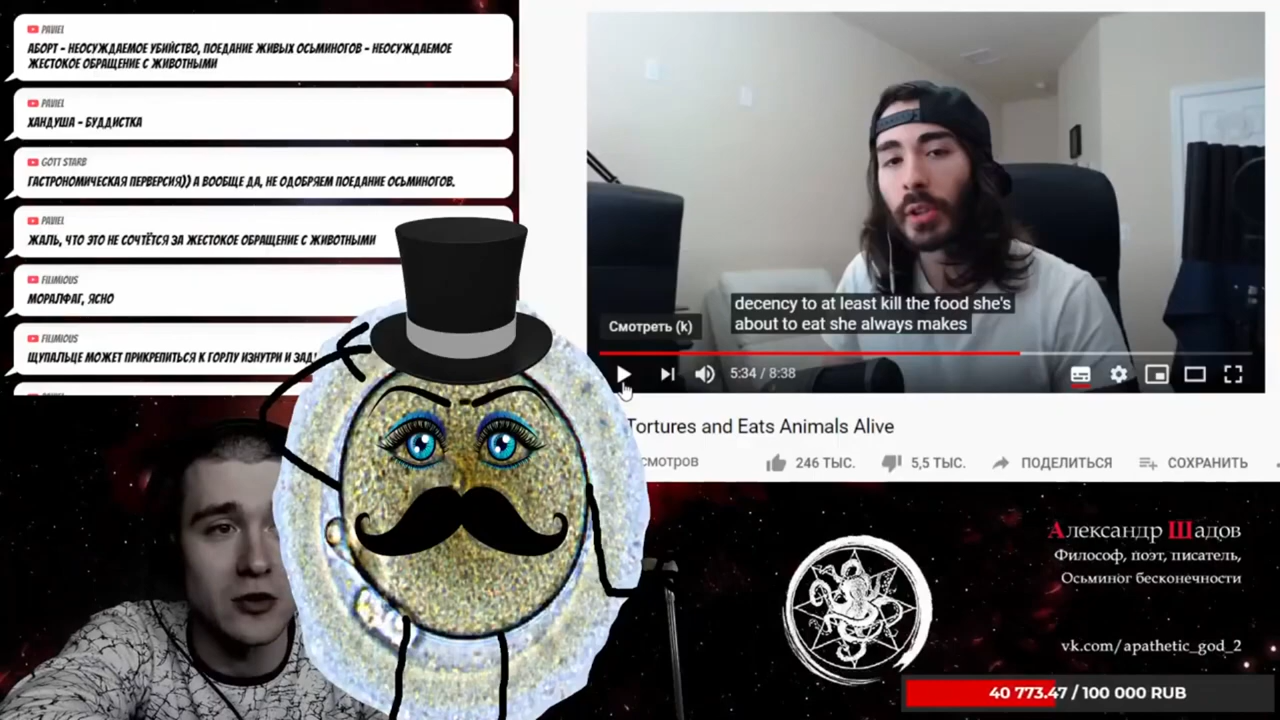 PAVIEL
АБОРТ – НЕОСУЖДАЕМОЕ УБИЙСТВО, ПОЕДАНИЕ ЖИВЫХ ОСЬМИНОГОВ – НЕОСУЖДАЕМОЕ
ЖЕСТОКОЕ ОБРАЩЕНИЕ С ЖИВОТНЫМИ
PAVIEL
ХАНДУША – БУДДИСТКА
GOTT STARB
ГАСТРОНОМИЧЕСКАЯ ПЕРВЕРСИЯ)) А ВООБЩЕ ДА, НЕ ОДОБРЯЕМ ПОЕДАНИЕ ОСЬМИНОГОВ.
PAVIEL
ЖАЛЬ, ЧТО ЭТО НЕ СОЧТЁТСЯ ЗА ЖЕСТОКОЕ ОБРАЩЕНИЕ С ЖИВОТНЫМИ
FILIMIOUS
МОРАЛФАГ, ЯСНО
FILIMIOUS
ЩУПАЛЬЦЕ МОЖЕТ ПРИКРЕПИТЬСЯ К ГОРЛУ ИЗНУТРИ И ЗАД
decency to at least kill the food she's
about to eat she always makes
Смотреть (k)
5:34 / 8:38
Tortures and Eats Animals Alive
смотров
246 ТЫС.
5,5 ТЫС.
ПОДЕЛИТЬСЯ
СОХРАНИТЬ
Александр Шадов
Философ, поэт, писатель,
Осьминог бесконечности
vk.com/apathetic_god_2
40 773.47 / 100 000 RUB